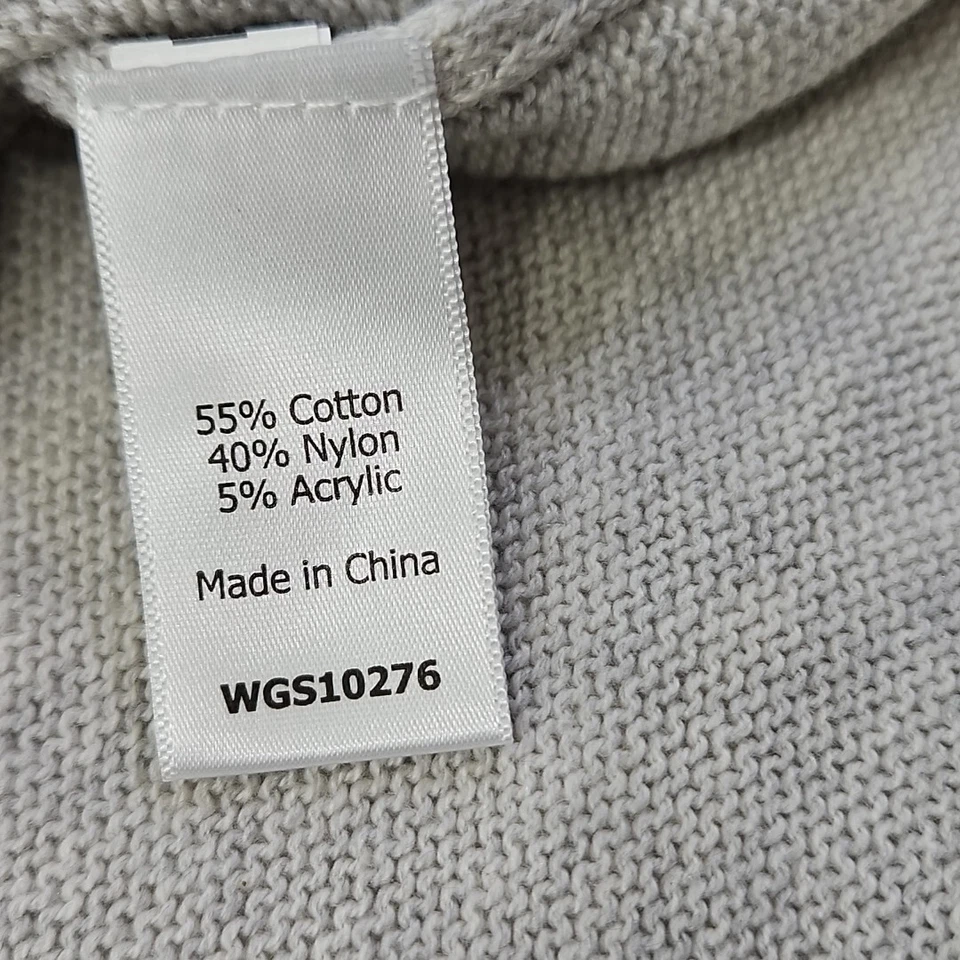 55% Cotton
40% Nylon
5% Acrylic
Made in China
WGS10276